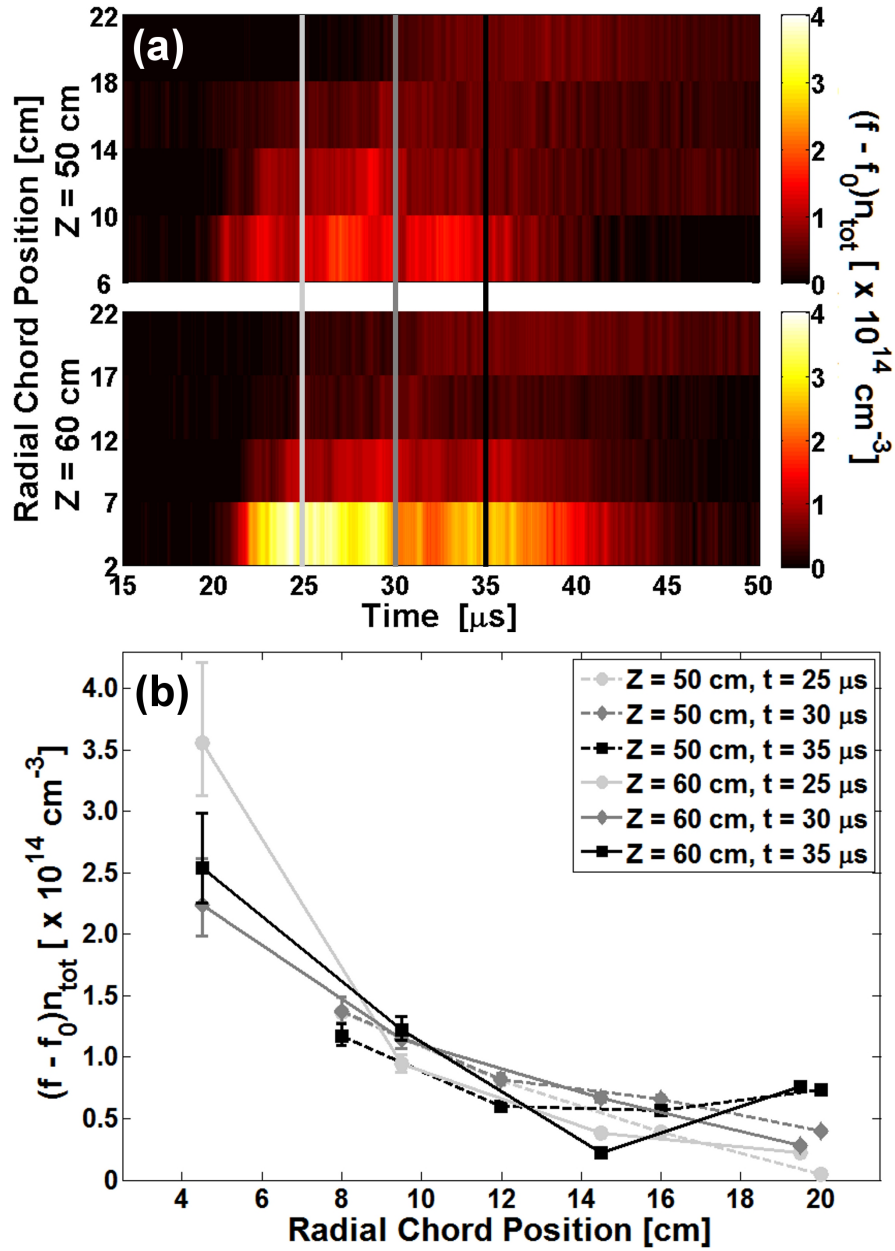 (a)
Radial Chord Position [cm]
Z = 50 cm
Z = 60 cm
22
18
14
10
6
22
17
12
7
2
15 20 25 30 35 40 45 50
Time [μs]
4
3
2
1
0
4
3
2
1
0
(f - f0)ntot [ x 10^14 cm^-3]
(b)
(f - f0)ntot [ x 10^14 cm^-3]
4.0
3.5
3.0
2.5
2.0
1.5
1.0
0.5
0
Z = 50 cm, t = 25 μs
Z = 50 cm, t = 30 μs
Z = 50 cm, t = 35 μs
Z = 60 cm, t = 25 μs
Z = 60 cm, t = 30 μs
Z = 60 cm, t = 35 μs
4 6 8 10 12 14 16 18 20
Radial Chord Position [cm]